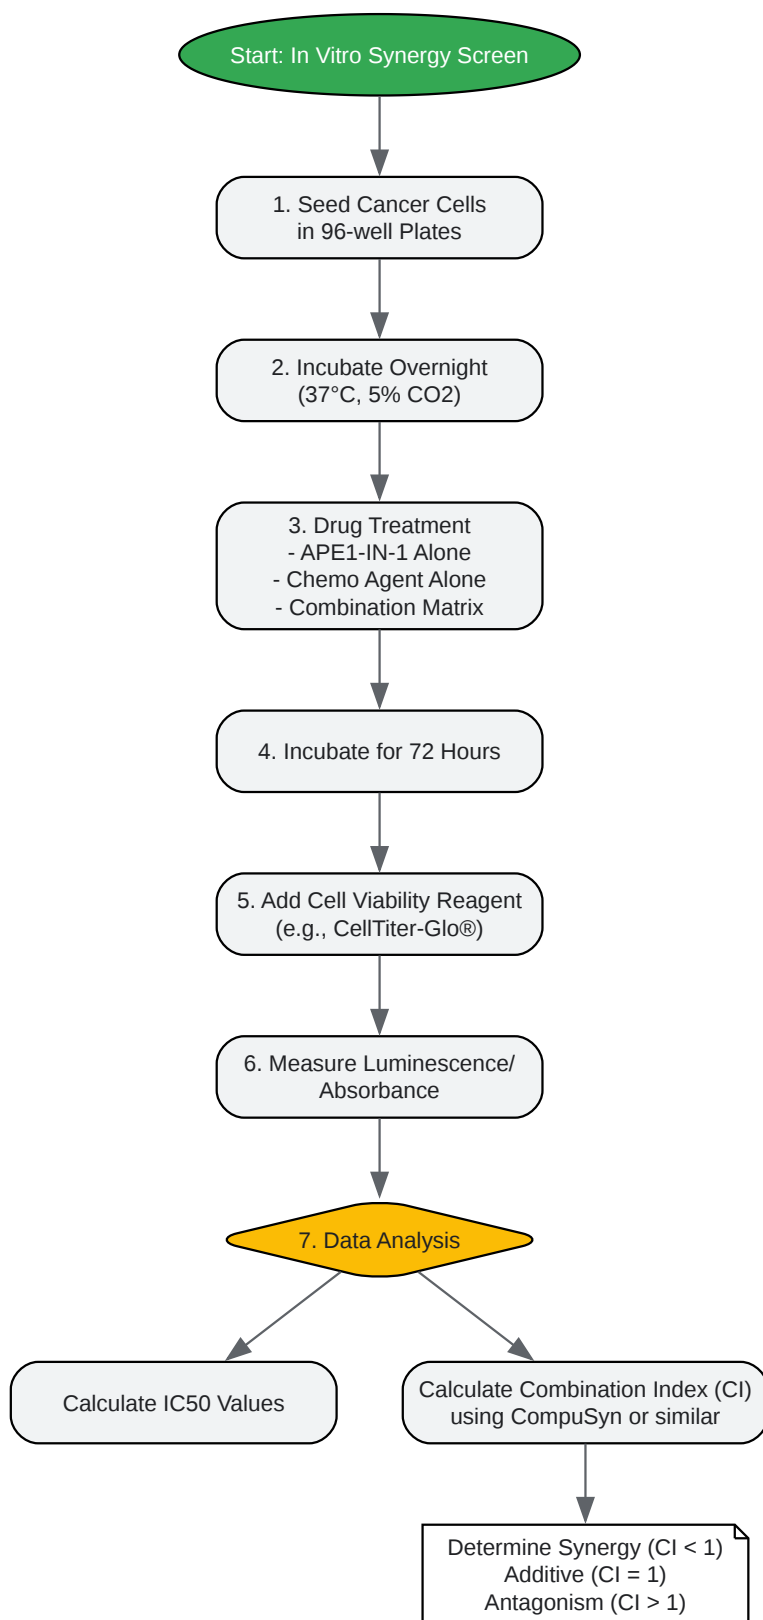 Start: In Vitro Synergy Screen
1. Seed Cancer Cells
in 96-well Plates
2. Incubate Overnight
(37°C, 5% CO2)
3. Drug Treatment
- APE1-IN-1 Alone
- Chemo Agent Alone
- Combination Matrix
4. Incubate for 72 Hours
5. Add Cell Viability Reagent
(e.g., CellTiter-Glo®)
6. Measure Luminescence/
Absorbance
7. Data Analysis
Calculate IC50 Values
Calculate Combination Index (CI)
using CompuSyn or similar
Determine Synergy (CI < 1)
Additive (CI = 1)
Antagonism (CI > 1)